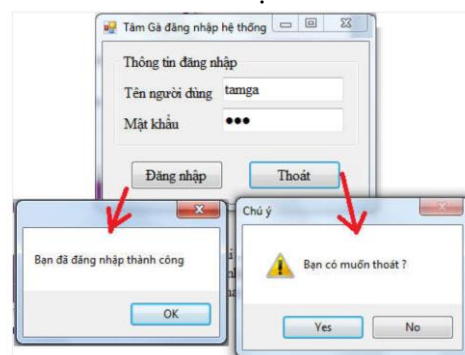 Tâm Gà đăng nhập hệ thống
Thông tin đăng nhập
Tên người dùng tamga
Mật khẩu
Đăng nhập Thoát
Bạn đã đăng nhập thành công
OK
Chú ý
Bạn có muốn thoát ?
Yes No